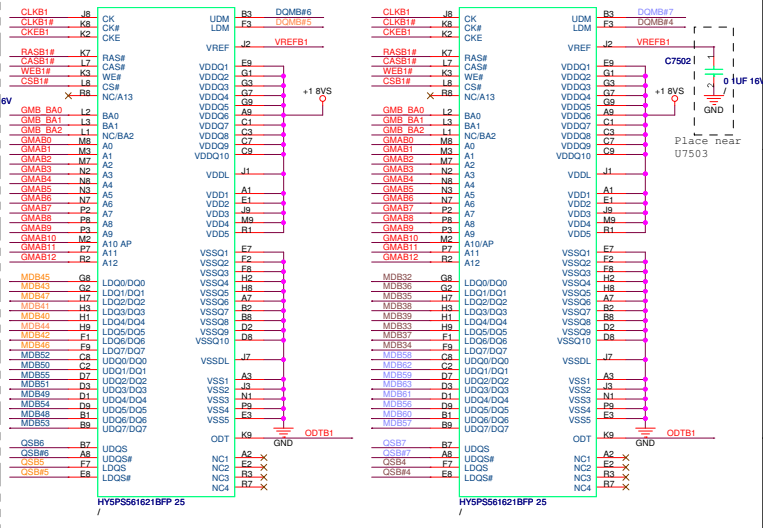 CLKB1 J8 CK
CLKB1# K8 CK#
CKEB1 K2 CKE
RASB1# K7 RAS#
CASB1# L7 CAS#
WEB1# K3 WE#
CSB1# L8 CS#
R8 NC/A13
6V
GMB_BA0 L2 BA0
GMB_BA1 L3 BA1
GMB_BA2 L1 NC/BA2
GMAB0 M8 A0
GMAB1 M3 A1
GMAB2 M7 A2
GMAB3 N2 A3
GMAB4 N8 A4
GMAB5 N3 A5
GMAB6 N7 A6
GMAB7 P2 A7
GMAB8 P8 A8
GMAB9 P3 A9
GMAB10 M2 A10 AP
GMAB11 P7 A11
GMAB12 R2 A12
MDB45 G8 LDQ0/DQ0
MDB43 G2 LDQ1/DQ1
MDB47 H7 LDQ2/DQ2
MDB41 H3 LDQ3/DQ3
MDB40 H1 LDQ4/DQ4
MDB44 H9 LDQ5/DQ5
MDB42 F1 LDQ6/DQ6
MDB46 F9 LDQ7/DQ7
MDB52 C8 UDQ0/DQ0
MDB50 C2 UDQ1/DQ1
MDB55 D7 UDQ2/DQ2
MDB51 D3 UDQ3/DQ3
MDB49 D1 UDQ4/DQ4
MDB54 D9 UDQ5/DQ5
MDB48 B1 UDQ6/DQ6
MDB53 B9 UDQ7/DQ7
QSB6 B7 UDQS
QSB#6 A8 UDQS#
QSB5 F7 LDQS
QSB#5 E8 LDQS#
UDM B3 DQMB#6
LDM F3 DQMB#5
VREF J2 VREFB1
VDDQ1 E9
VDDQ2 G1
VDDQ3 G3
VDDQ4 G7
VDDQ5 G9
VDDQ6 A9
VDDQ7 C1
VDDQ8 C3
VDDQ9 C7
VDDQ10 C9
+1 8VS
VDDL J1
VDD1 A1
VDD2 E1
VDD3 J9
VDD4 M9
VDD5 R1
VSSQ1 E7
VSSQ2 F2
VSSQ3 F8
VSSQ4 H2
VSSQ5 H8
VSSQ6 A7
VSSQ7 B2
VSSQ8 B8
VSSQ9 D2
VSSQ10 D8
VSSDL J7
VSS1 A3
VSS2 J3
VSS3 N1
VSS4 P9
VSS5 E3
ODT K9 ODTB1
GND
NC1 A2
NC2 E2
NC3 R3
NC4 R7
HY5PS561621BFP 25
/
CLKB1 J8 CK
CLKB1# K8 CK#
CKEB1 K2 CKE
RASB1# K7 RAS#
CASB1# L7 CAS#
WEB1# K3 WE#
CSB1# L8 CS#
R8 NC/A13
GMB_BA0 L2 BA0
GMB_BA1 L3 BA1
GMB_BA2 L1 NC/BA2
GMAB0 M8 A0
GMAB1 M3 A1
GMAB2 M7 A2
GMAB3 N2 A3
GMAB4 N8 A4
GMAB5 N3 A5
GMAB6 N7 A6
GMAB7 P2 A7
GMAB8 P8 A8
GMAB9 P3 A9
GMAB10 M2 A10/AP
GMAB11 P7 A11
GMAB12 R2 A12
MDB32 G8 LDQ0/DQ0
MDB36 G2 LDQ1/DQ1
MDB35 H7 LDQ2/DQ2
MDB38 H3 LDQ3/DQ3
MDB39 H1 LDQ4/DQ4
MDB33 H9 LDQ5/DQ5
MDB37 F1 LDQ6/DQ6
MDB34 F9 LDQ7/DQ7
MDB58 C8 UDQ0/DQ0
MDB62 C2 UDQ1/DQ1
MDB59 D7 UDQ2/DQ2
MDB63 D3 UDQ3/DQ3
MDB61 D1 UDQ4/DQ4
MDB56 D9 UDQ5/DQ5
MDB60 B1 UDQ6/DQ6
MDB57 B9 UDQ7/DQ7
QSB7 B7 UDQS
QSB#7 A8 UDQS#
QSB4 F7 LDQS
QSB#4 E8 LDQS#
UDM B3 DQMB#7
LDM F3 DQMB#4
VREF J2 VREFB1
VDDQ1 E9
VDDQ2 G1
VDDQ3 G3
VDDQ4 G7
VDDQ5 G9
VDDQ6 A9
VDDQ7 C1
VDDQ8 C3
VDDQ9 C7
VDDQ10 C9
+1 8VS
VDDL J1
VDD1 A1
VDD2 E1
VDD3 J9
VDD4 M9
VDD5 R1
VSSQ1 E7
VSSQ2 F2
VSSQ3 F8
VSSQ4 H2
VSSQ5 H8
VSSQ6 A7
VSSQ7 B2
VSSQ8 B8
VSSQ9 D2
VSSQ10 D8
VSSDL J7
VSS1 A3
VSS2 J3
VSS3 N1
VSS4 P9
VSS5 E3
ODT K9 ODTB1
GND
NC1 A2
NC2 E2
NC3 R3
NC4 R7
HY5PS561621BFP 25
/
C7502
1
2
0 1UF 16V
GND
Place near
U7503